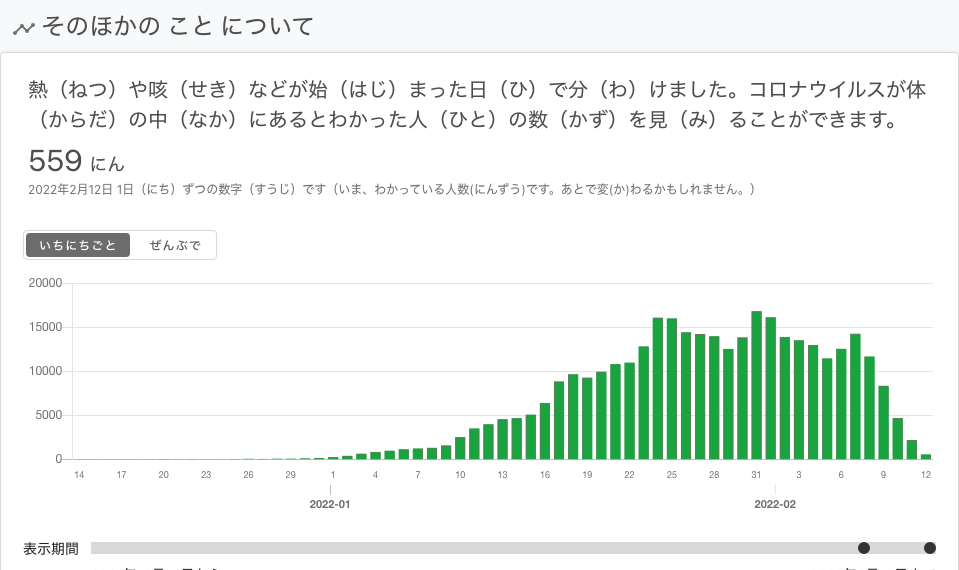 そのほかの こと について
熱（ねつ）や咳（せき）などが始（はじ）まった日（ひ）で分（わ）けました。コロナウイルスが体
（からだ）の中（なか）にあるとわかった人（ひと）の数（かず）を見（み）ることができます。
559 にん
2022年2月12日 1日（にち）ずつの数字（すうじ）です（いま、わかっている人数(にんずう)です。あとで変(か)わるかもしれません。）
いちにちごと ぜんぶで
20000
15000
10000
5000
0
14 17 20 23 26 29 1 4 7 10 13 16 19 22 25 28 31 3 6 9 12
2022-01 2022-02
表示期間